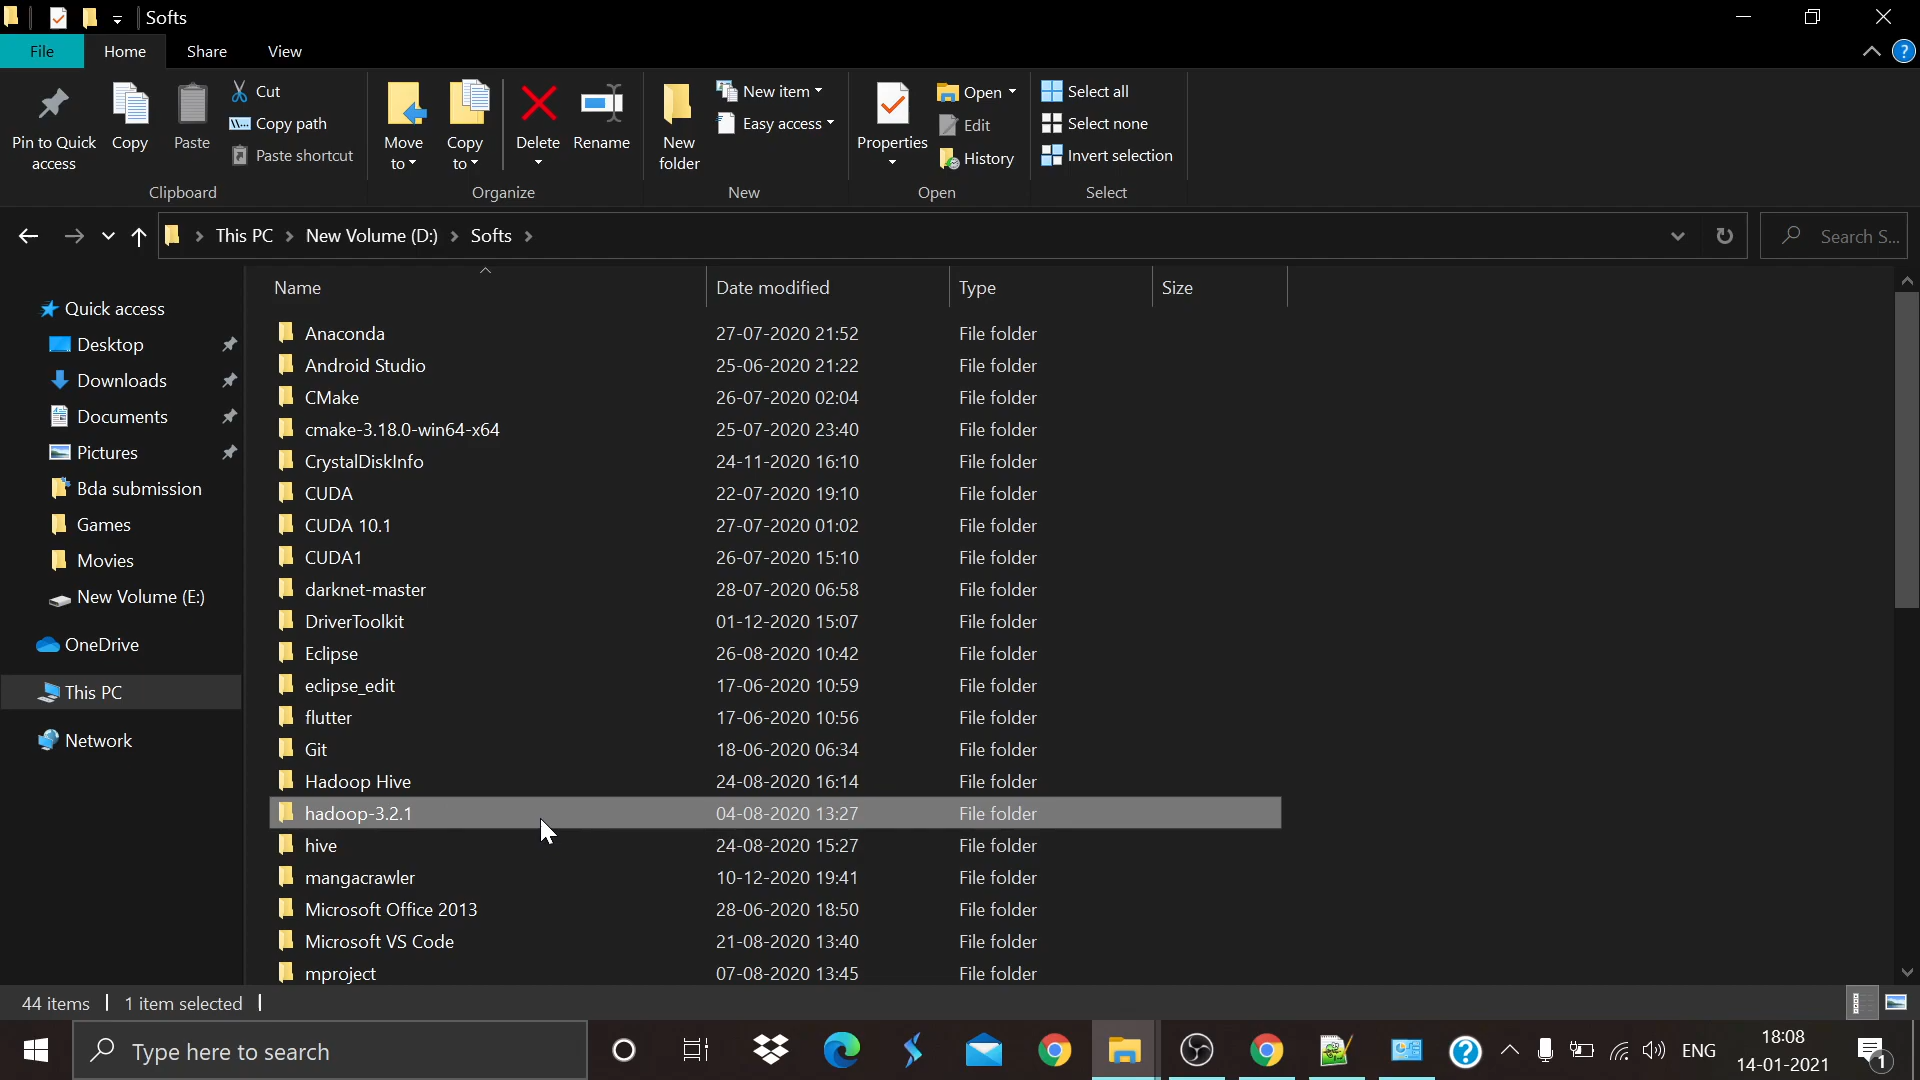 Softs
File Home Share View
Pin to Quick access
Copy
Paste
Cut
Copy path
Paste shortcut
Clipboard
Move to
Copy to
Delete
Rename
Organize
New folder
New item
Easy access
New
Properties
Open
Edit
History
Open
Select all
Select none
Invert selection
Select
This PC New Volume (D:) Softs
Search S...
Quick access
Desktop
Downloads
Documents
Pictures
Bda submission
Games
Movies
New Volume (E:)
OneDrive
This PC
Network
Name Date modified Type Size
Anaconda 27-07-2020 21:52 File folder
Android Studio 25-06-2020 21:22 File folder
CMake 26-07-2020 02:04 File folder
cmake-3.18.0-win64-x64 25-07-2020 23:40 File folder
CrystalDiskInfo 24-11-2020 16:10 File folder
CUDA 22-07-2020 19:10 File folder
CUDA 10.1 27-07-2020 01:02 File folder
CUDA1 26-07-2020 15:10 File folder
darknet-master 28-07-2020 06:58 File folder
DriverToolkit 01-12-2020 15:07 File folder
Eclipse 26-08-2020 10:42 File folder
eclipse_edit 17-06-2020 10:59 File folder
flutter 17-06-2020 10:56 File folder
Git 18-06-2020 06:34 File folder
Hadoop Hive 24-08-2020 16:14 File folder
hadoop-3.2.1 04-08-2020 13:27 File folder
hive 24-08-2020 15:27 File folder
mangacrawler 10-12-2020 19:41 File folder
Microsoft Office 2013 28-06-2020 18:50 File folder
Microsoft VS Code 21-08-2020 13:40 File folder
mproject 07-08-2020 13:45 File folder
44 items 1 item selected
Type here to search
ENG
18:08
14-01-2021
1